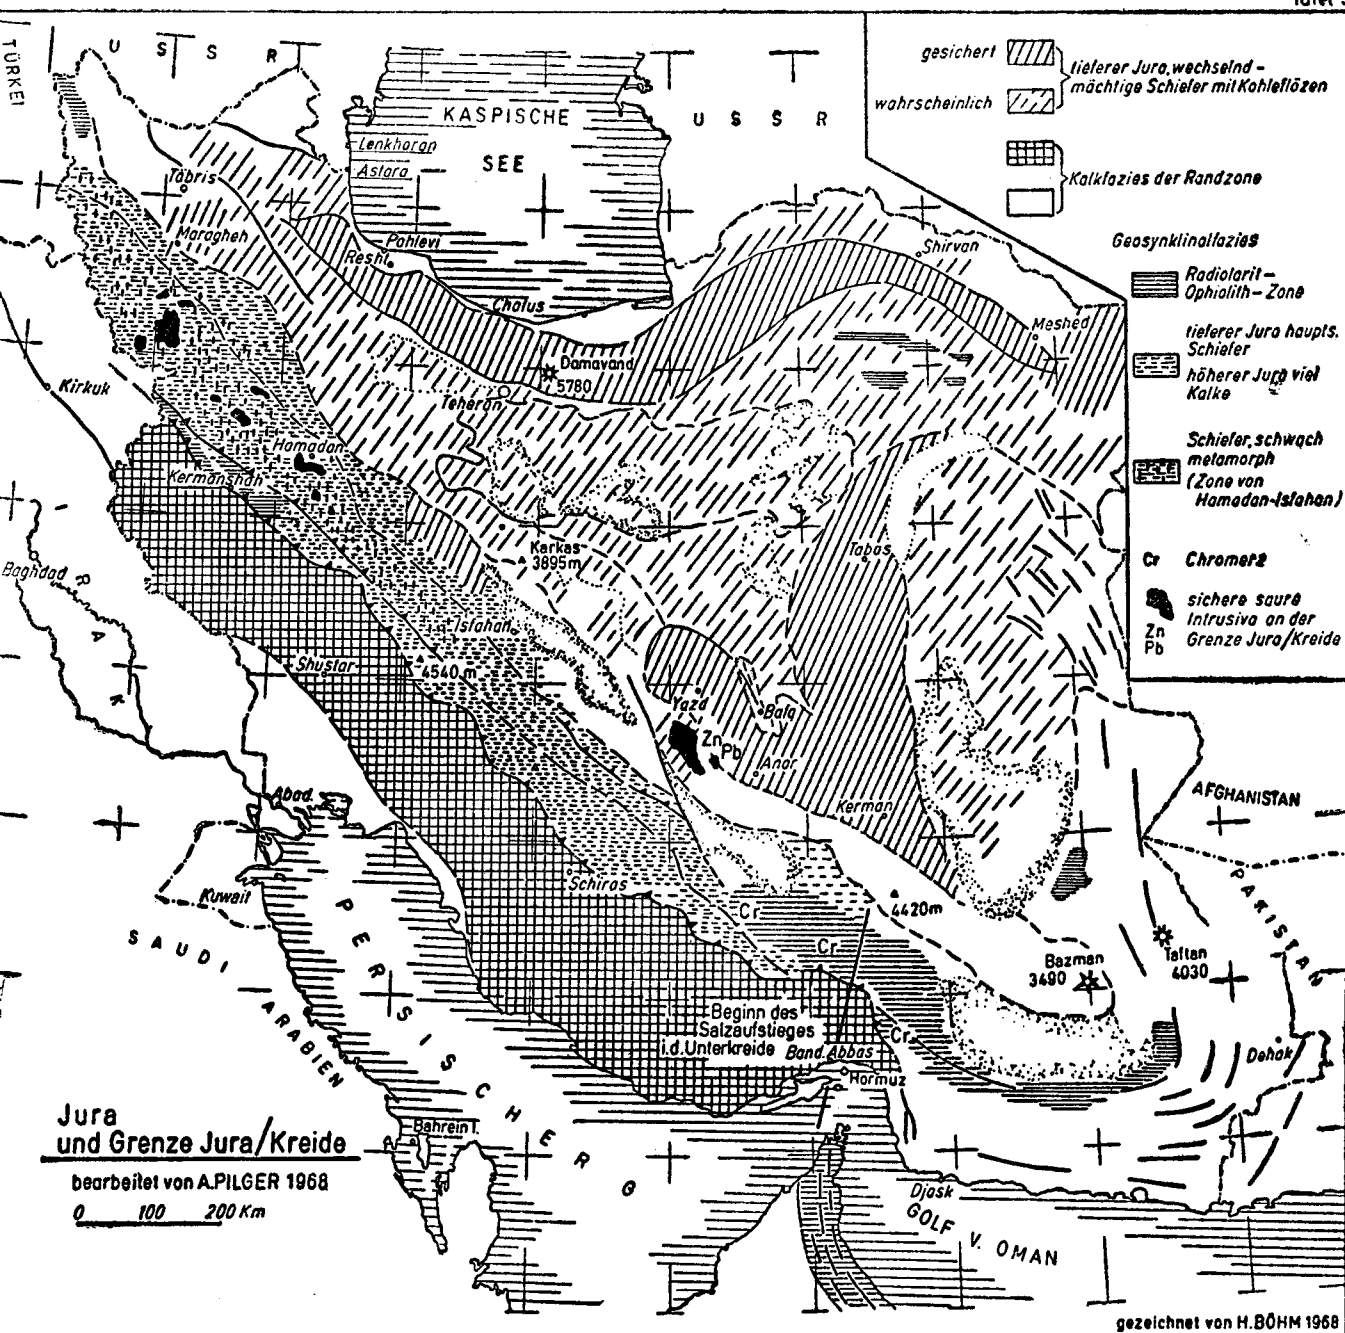 Tafel
TÜRKEI
U S S R
KASPISCHE
SEE
U S S R
Lenkhoran
Astara
Täbris
Maragheh
Pahlevi
Resht
Chalus
Shirvan
Meshed
Damavand
5780
Teheran
Kirkuk
Hamadan
Kermanshah
Karkas
3895m
Tabas
Baghdad
IRAK
Isfahan
Shustar
4540 m
Yazd
Bafq
Zn
Pb
Anar
Kerman
Abad.
AFGHANISTAN
Kuwait
Schiras
Cr
4420m
PAKISTAN
SAUDI ARABIEN
PERSISCHER G
Cr
Bazman
3490
Taftan
4030
Beginn des
Salzaufstieges
i.d. Unterkreide
Band. Abbas
Cr
Hormuz
Dehak
Bahrein I.
Djask
GOLF V. OMAN
gesichert
wahrscheinlich
tieferer Jura, wechselnd-
mächtige Schiefer mit Kohleflözen
Kalkfazies der Randzone
Geosynklinalfazies
Radiolarit-
Ophiolith-Zone
tieferer Jura haupts.
Schiefer
höherer Jura viel
Kalke
Schiefer, schwach
metamorph
(Zone von
Hamadan-Isfahan)
Cr Chromerz
Zn
Pb
sichere saure
Intrusiva an der
Grenze Jura/Kreide
Jura
und Grenze Jura/Kreide
bearbeitet von A.PILGER 1968
0 100 200 Km
gezeichnet von H.BÖHM 1968